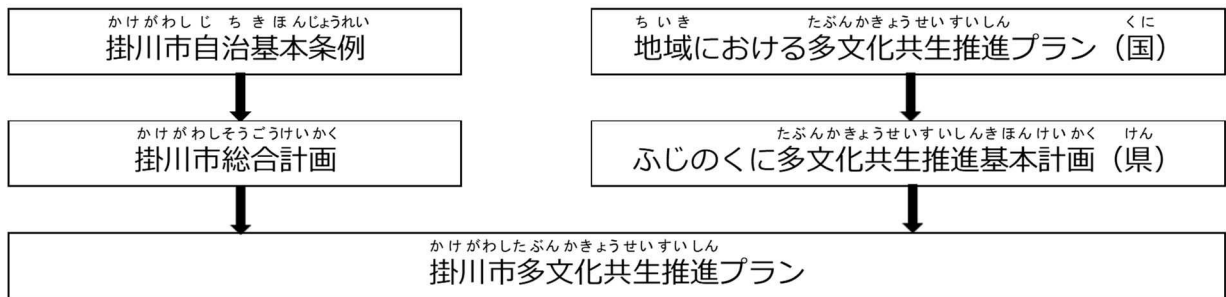 かけがわしじちきほんじょうれい
掛川市自治基本条例
ちいき たぶんかきょうせいすいしん くに
地域における多文化共生推進プラン（国）
かけがわしそうごうけいかく
掛川市総合計画
たぶんかきょうせいすいしんきほんけいかく けん
ふじのくに多文化共生推進基本計画（県）
かけがわしたぶんかきょうせいすいしん
掛川市多文化共生推進プラン